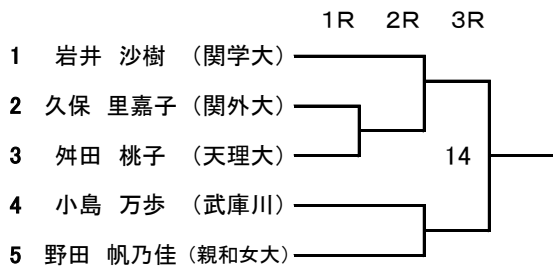 1R 2R 3R
1 岩井 沙樹 (関学大)
2 久保 里嘉子 (関外大)
3 舛田 桃子 (天理大)
14
4 小島 万歩 (武庫川)
5 野田 帆乃佳 (親和女大)